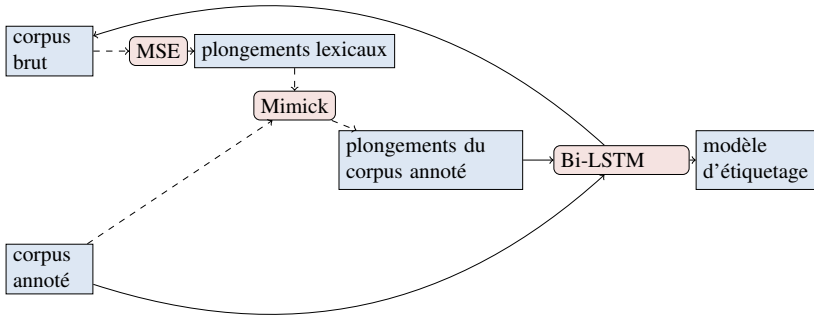 corpus
brut
MSE
plongements lexicaux
Mimick
plongements du
corpus annoté
Bi-LSTM
modèle
d'étiquetage
corpus
annoté